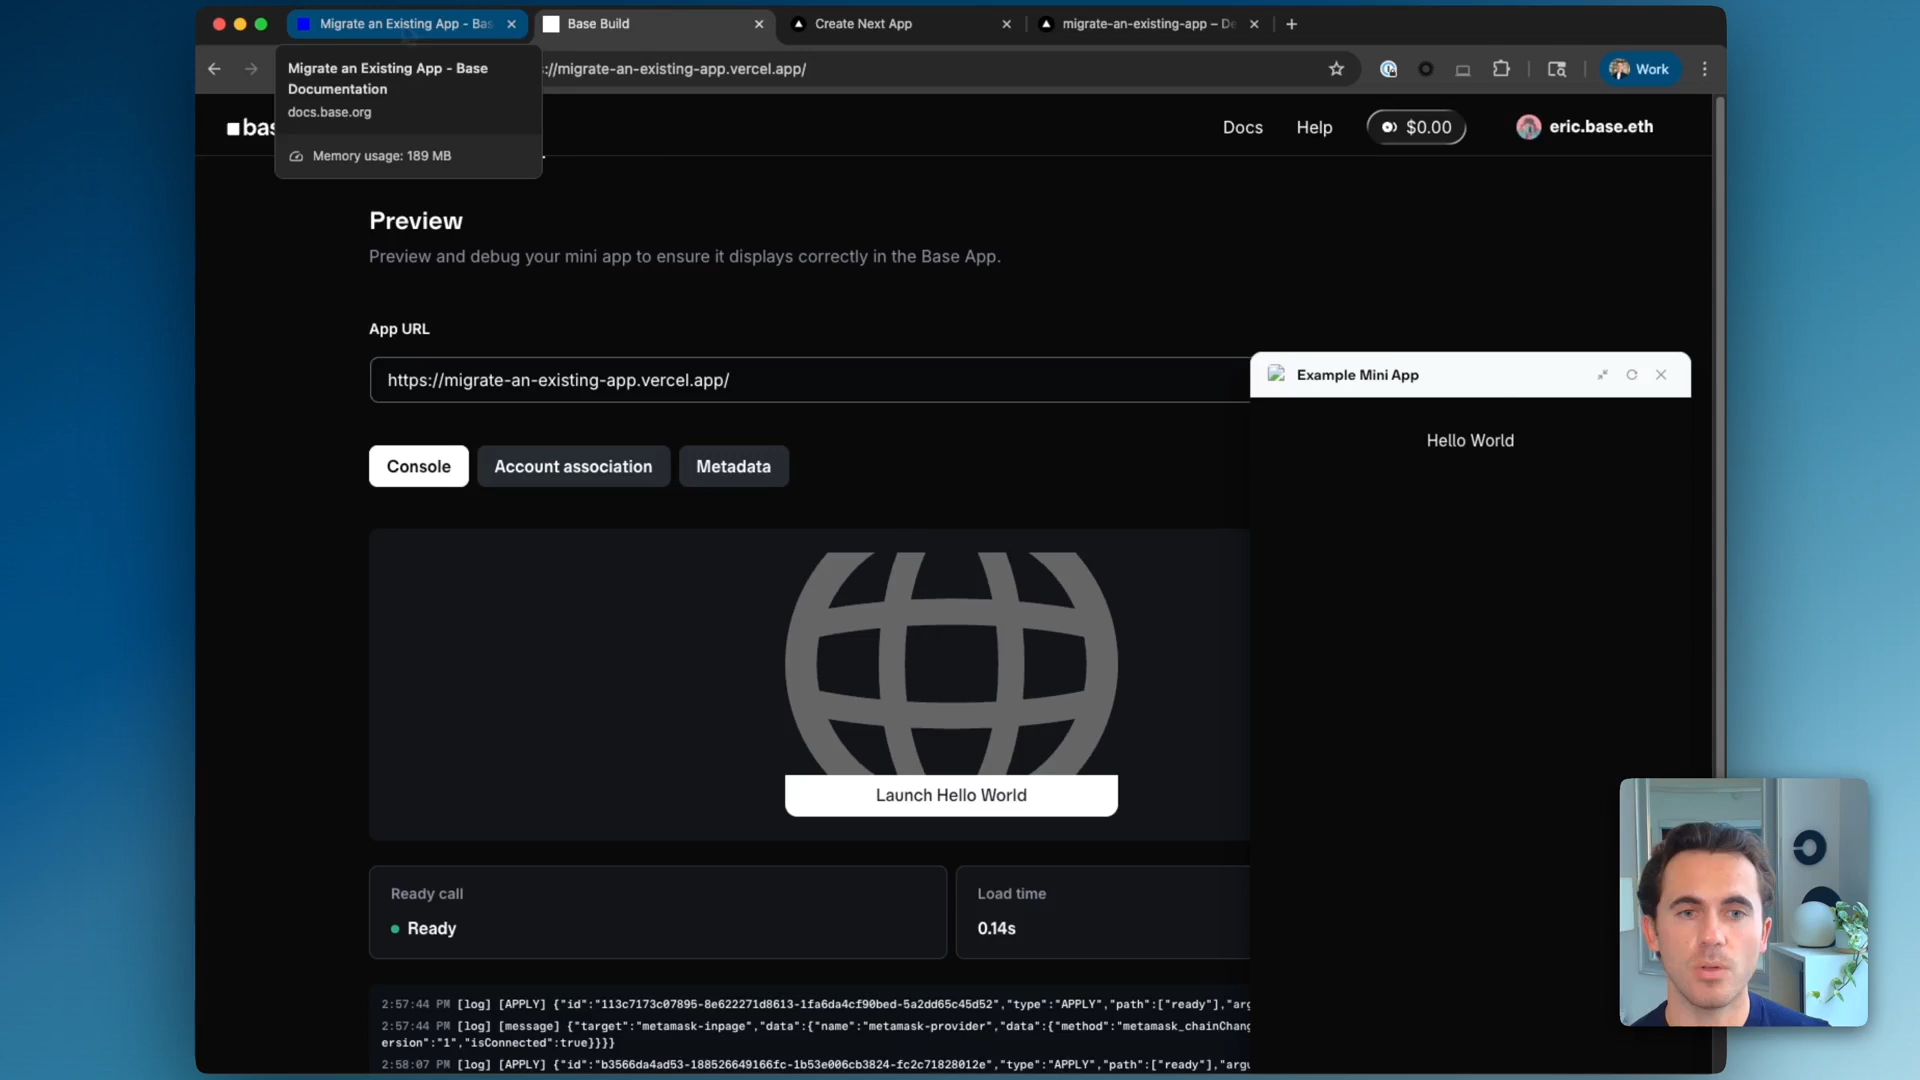 Migrate an Existing App - Bas
Base Build
Create Next App
migrate-an-existing-app – De
://migrate-an-existing-app.vercel.app/
Work
Migrate an Existing App - Base
Documentation
docs.base.org
Memory usage: 189 MB
bas
Docs
Help
$0.00
eric.base.eth
Preview
Preview and debug your mini app to ensure it displays correctly in the Base App.
App URL
https://migrate-an-existing-app.vercel.app/
Example Mini App
Hello World
Console
Account association
Metadata
Launch Hello World
Ready call
Ready
Load time
0.14s
2:57:44 PM [log] [APPLY] {"id":"113c7173c07895-8e622271d8613-1fa6da4cf90bed-5a2dd65c45d52","type":"APPLY","path":["ready"],"arg
2:57:44 PM [log] [message] {"target":"metamask-inpage","data":{"name":"metamask-provider","data":{"method":"metamask_chainChang
ersion":"1","isConnected":true}}}}
2:58:07 PM [log] [APPLY] {"id":"b3566da4ad53-188526649166fc-1b53e006cb3824-fc2c71828012e","type":"APPLY","path":["ready"],"argu